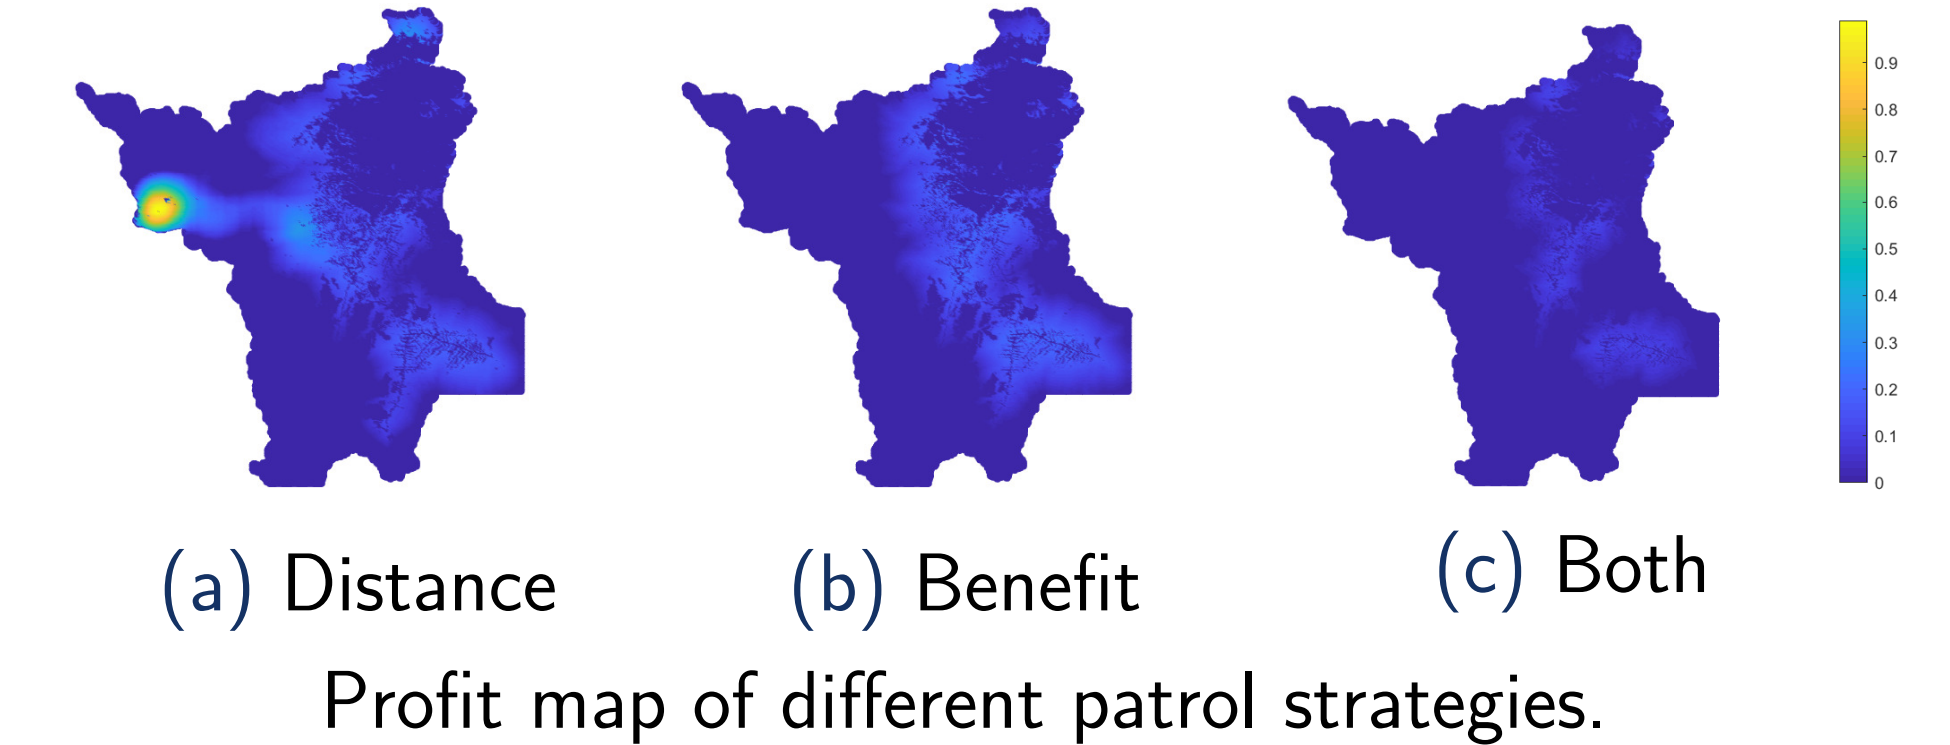 0.9
0.8
0.7
0.6
0.5
0.4
0.3
0.2
0.1
0
(a) Distance
(b) Benefit
(c) Both
Profit map of different patrol strategies.